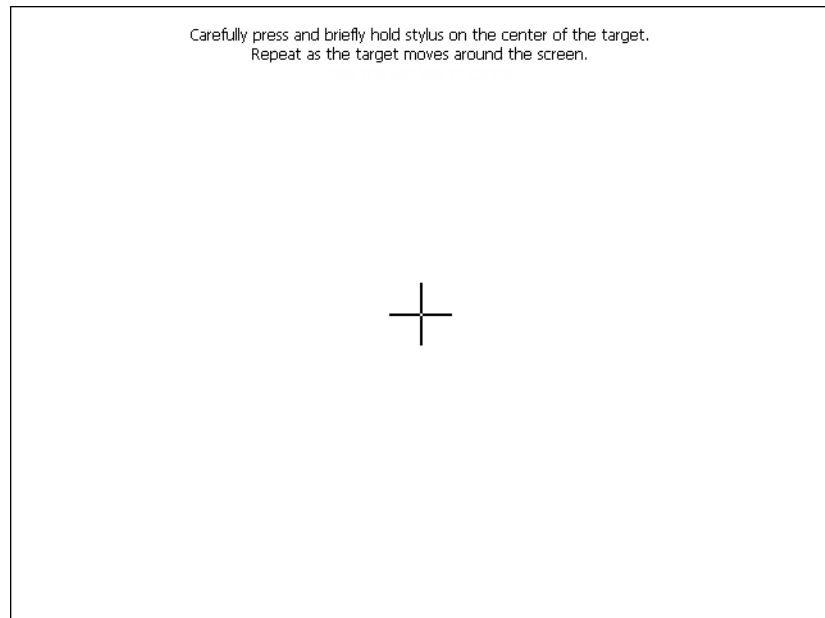 Carefully press and briefly hold stylus on the center of the target.
Repeat as the target moves around the screen.